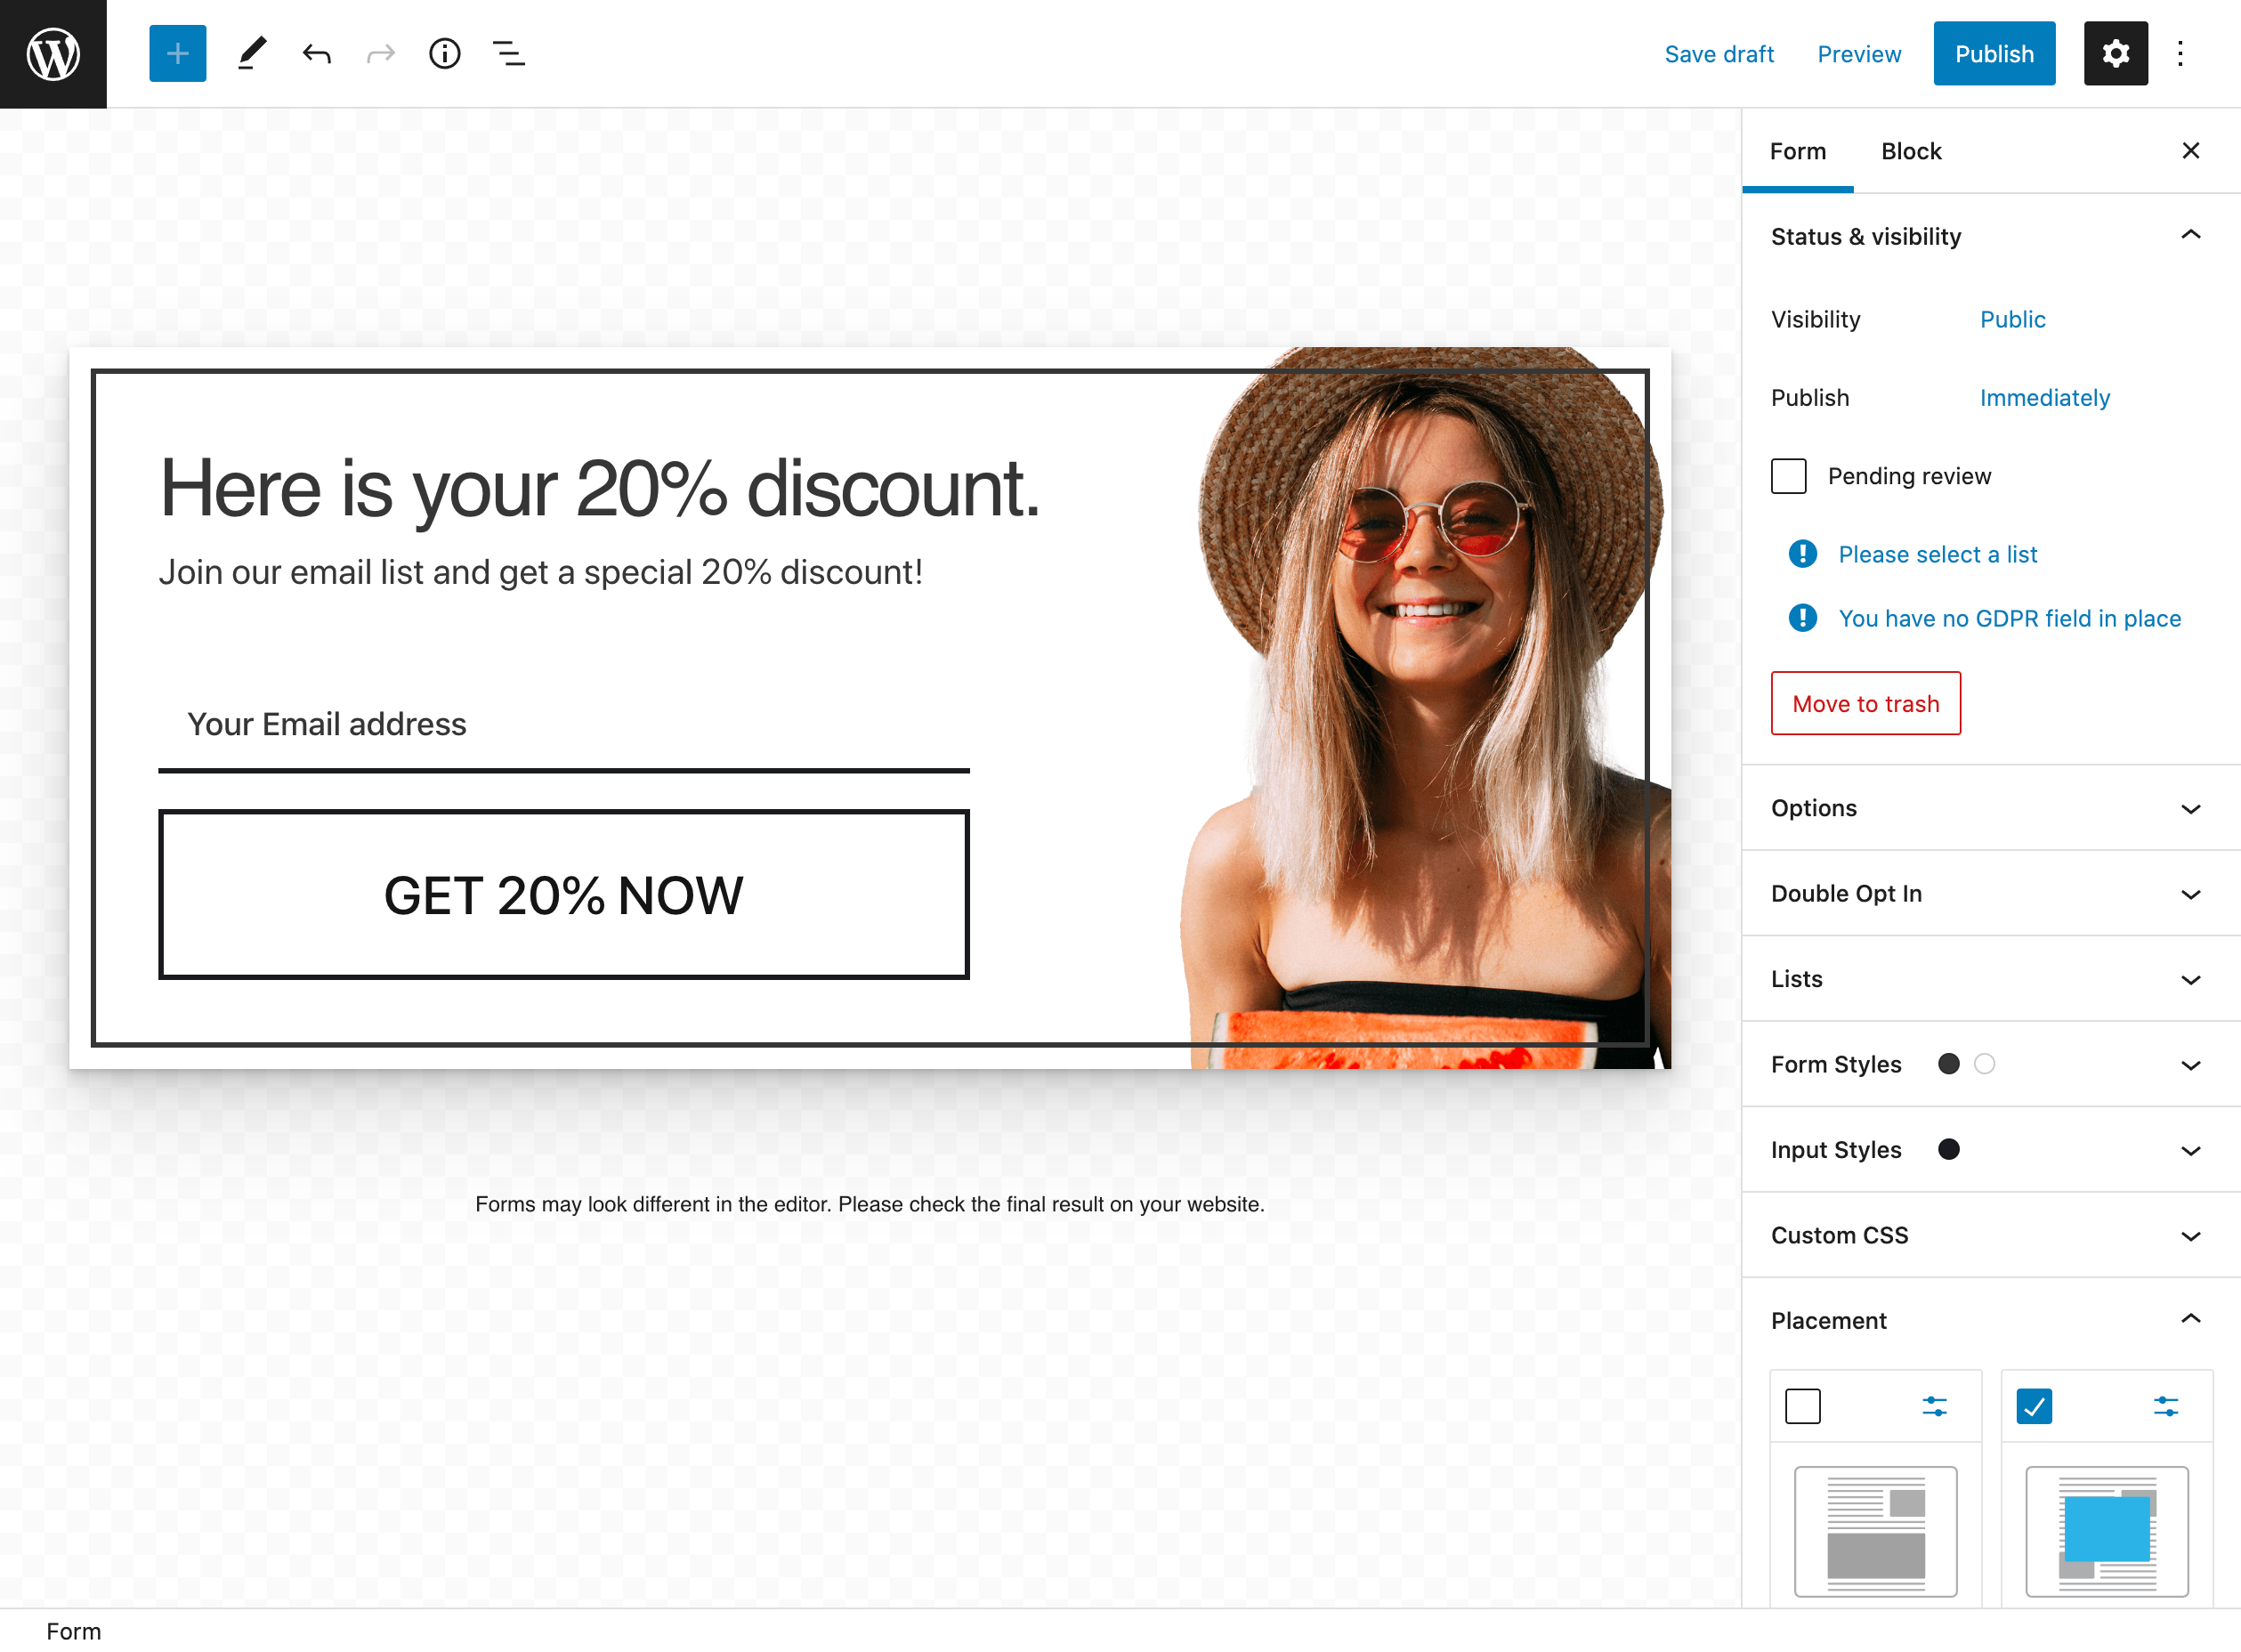 Save draft
Preview
Publish
Form
Block
Status & visibility
Visibility
Public
Publish
Immediately
Pending review
Please select a list
You have no GDPR field in place
Move to trash
Options
Double Opt In
Lists
Form Styles
Input Styles
Custom CSS
Placement
Here is your 20% discount.
Join our email list and get a special 20% discount!
Your Email address
GET 20% NOW
Forms may look different in the editor. Please check the final result on your website.
Form